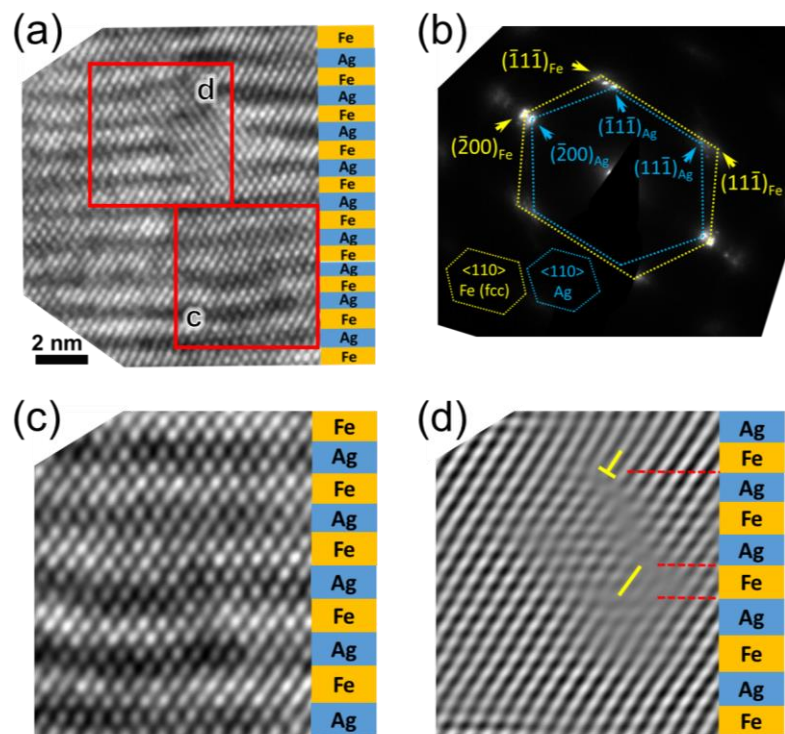 (a)
Fe
Ag
Fe
d
Ag
Fe
Ag
Fe
Ag
Fe
Ag
Fe
Ag
Fe
Ag
Fe
Ag
c
Fe
2 nm
Ag
Fe
(b)
(1̄11̄)Fe
(1̄11̄)Ag
(2̄00)Fe
(2̄00)Ag
(111̄)Ag
(111̄)Fe
<110>
Fe (fcc)
<110>
Ag
(c)
Fe
Ag
Fe
Ag
Fe
Ag
Fe
Ag
Fe
Ag
(d)
Ag
Fe
Ag
Fe
Ag
Fe
Ag
Fe
Ag
Fe